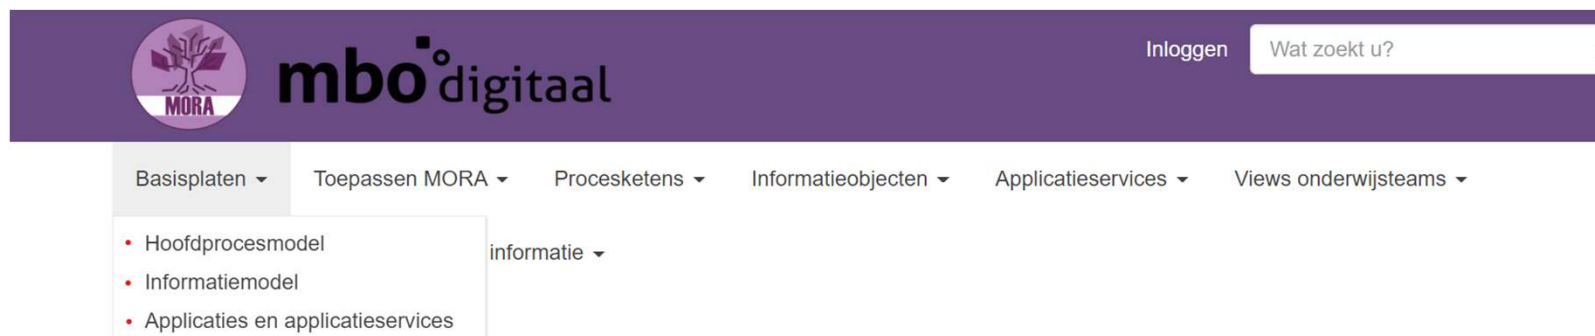 Inloggen Wat zoekt u?
MORA
mbo digitaal
Basisplaten Toepassen MORA Procesketens Informatieobjecten Applicatieservices Views onderwijsteams
informatie
Hoofdprocesmodel
Informatiemodel
Applicaties en applicatieservices